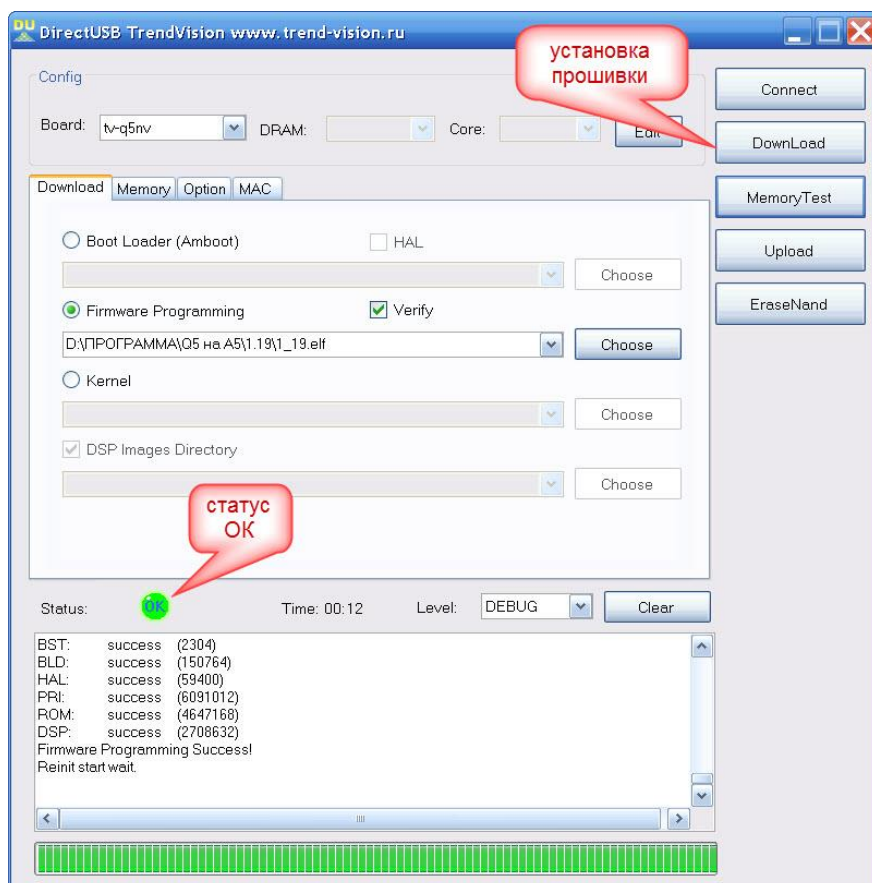 DU DirectUSB TrendVision www.trend-vision.ru
установка
прошивки
Config
Connect
Board: tv-q5nv DRAM: Core: Edit
DownLoad
Download Memory Option MAC
MemoryTest
Boot Loader (Amboot) HAL
Upload
Choose
Firmware Programming Verify
EraseNand
D:\ПРОГРАММА\Q5 на A5\1.19\1_19.elf Choose
Kernel
Choose
DSP Images Directory
Choose
статус
ОК
Status: OK Time: 00:12 Level: DEBUG Clear
BST: success (2304)
BLD: success (150764)
HAL: success (59400)
PRI: success (6091012)
ROM: success (4647168)
DSP: success (2708632)
Firmware Programming Success!
Reinit start wait.